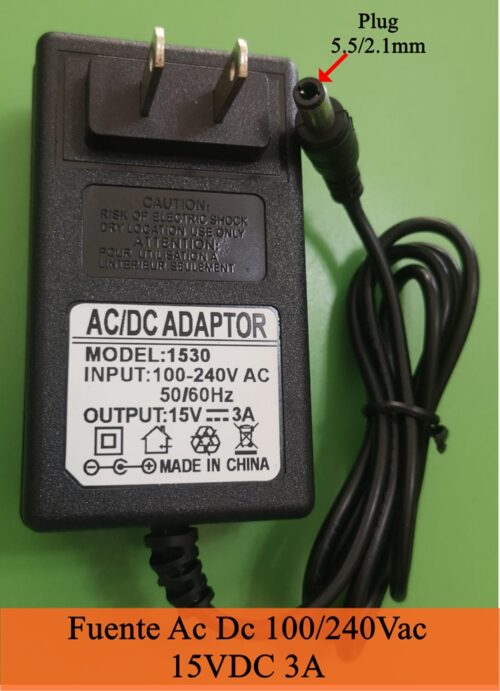 Plug
5.5/2.1mm
CAUTION:
RISK OF ELECTRIC SHOCK
DRY LOCATION USE ONLY
ATTENTION:
POUR UTILISATION A
LINTERIEUR SEULEMENT
AC/DC ADAPTOR
MODEL:1530
INPUT:100-240V AC
50/60Hz
OUTPUT:15V⎓3A
MADE IN CHINA
Fuente Ac Dc 100/240Vac
15VDC 3A